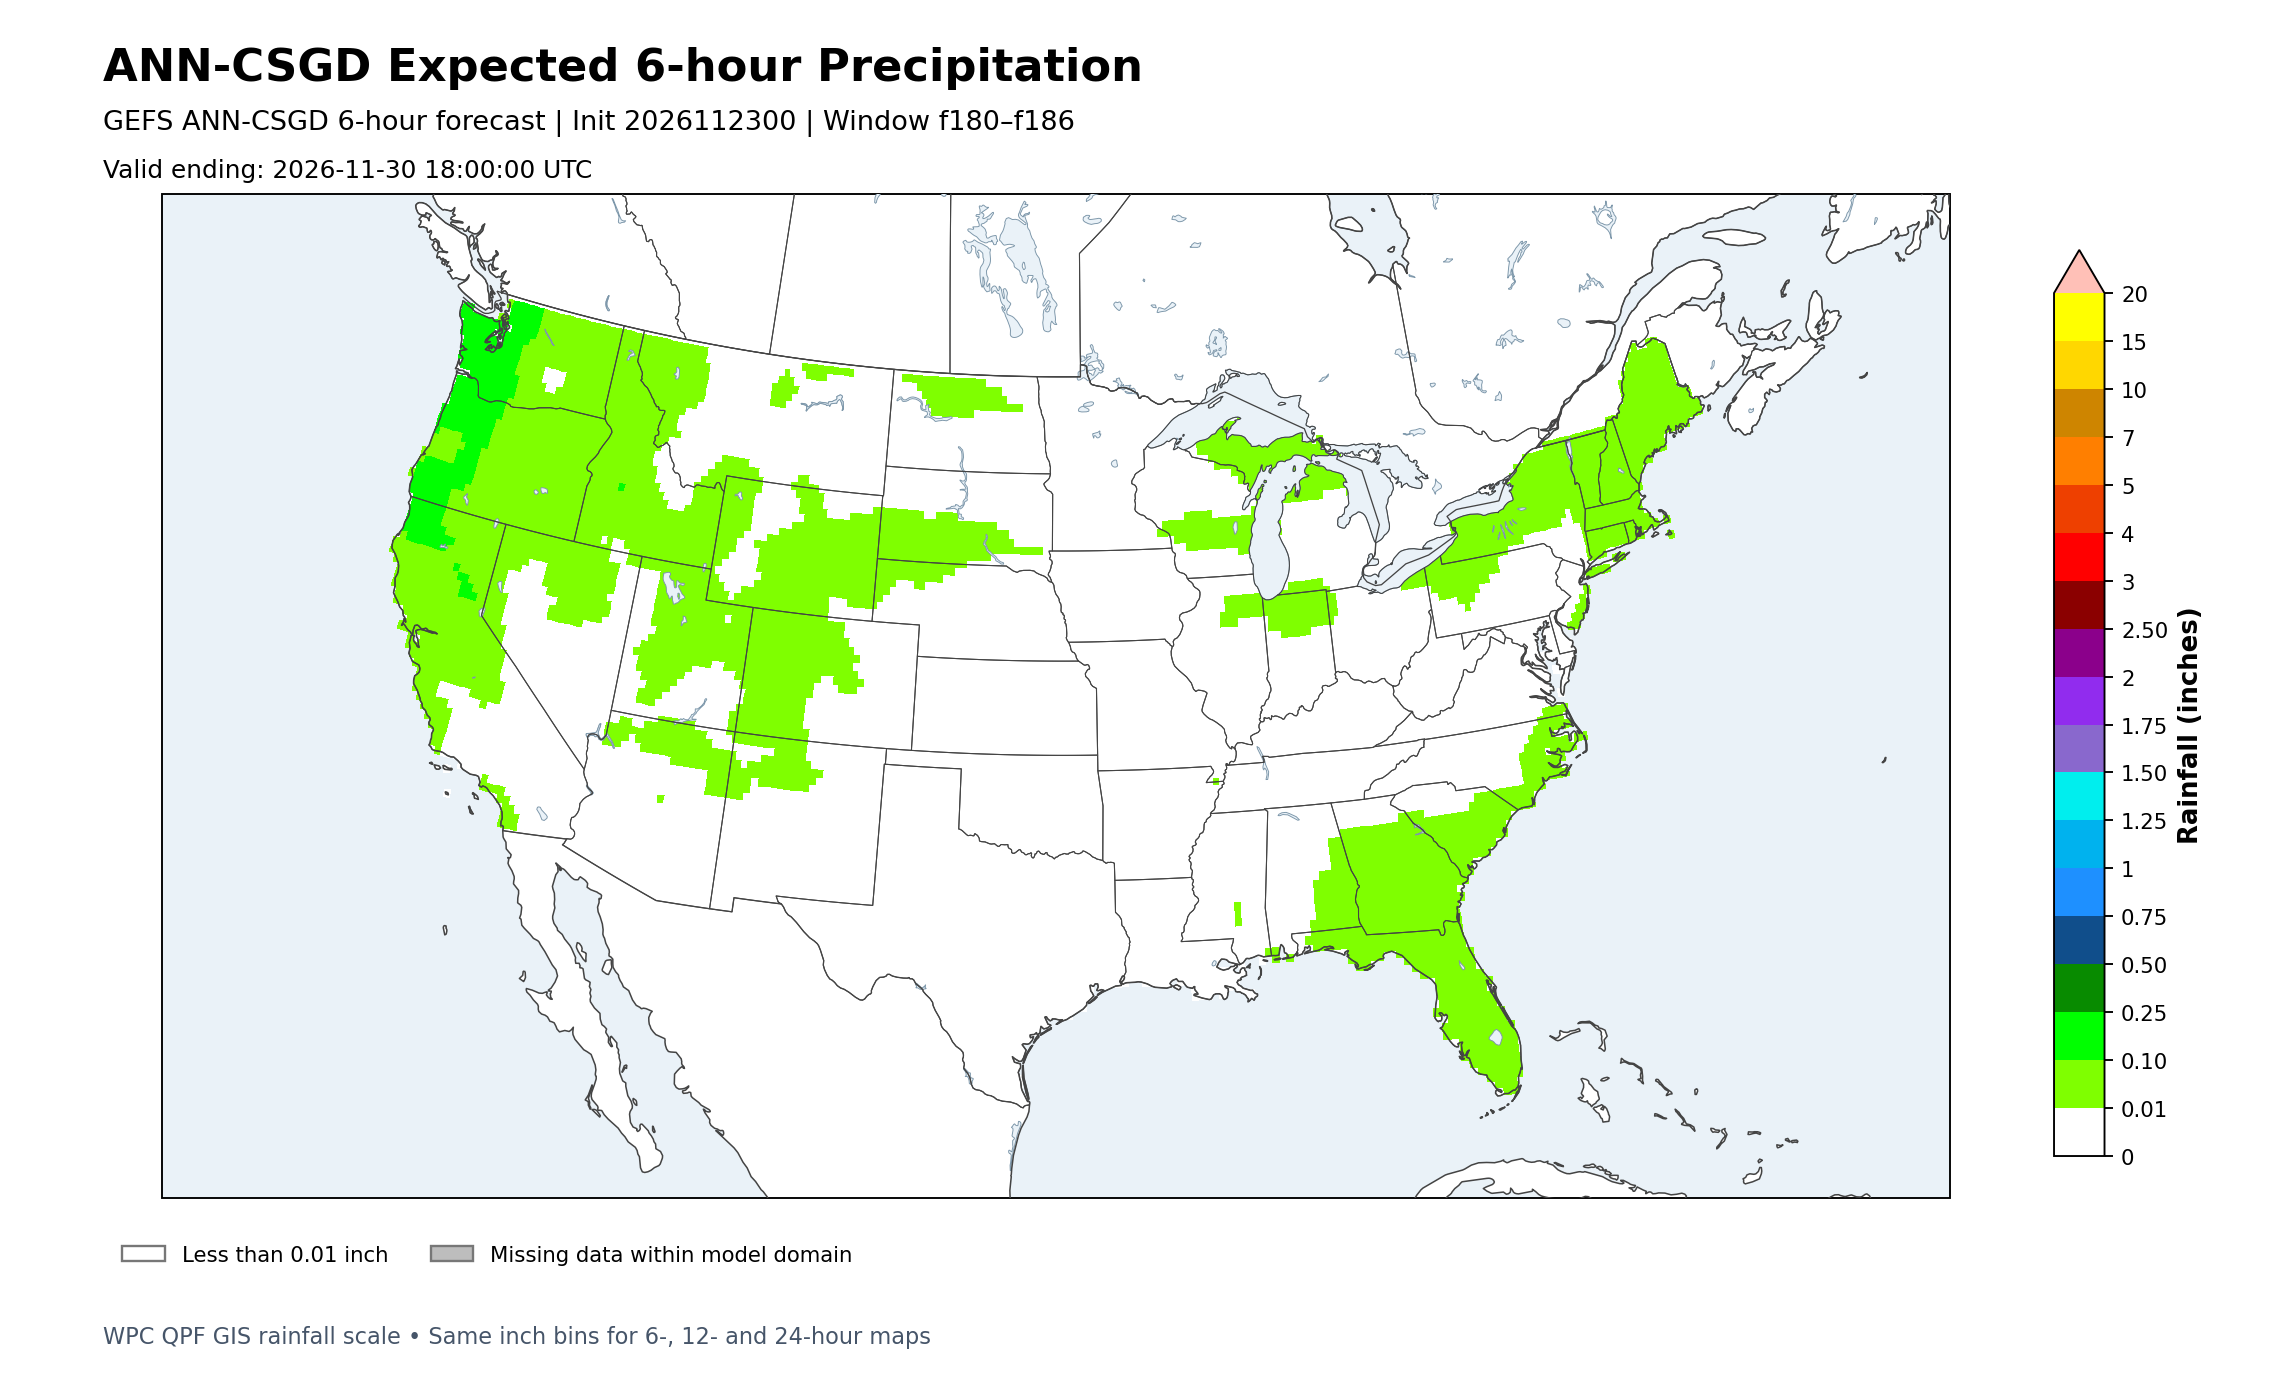 ANN-CSGD Expected 6-hour Precipitation
GEFS ANN-CSGD 6-hour forecast | Init 2026112300 | Window f180–f186
Valid ending: 2026-11-30 18:00:00 UTC
20
15
10
7
5
4
3
2.50
2
1.75
1.50
1.25
1
0.75
0.50
0.25
0.10
0.01
0
Rainfall (inches)
Less than 0.01 inch
Missing data within model domain
WPC QPF GIS rainfall scale • Same inch bins for 6-, 12- and 24-hour maps